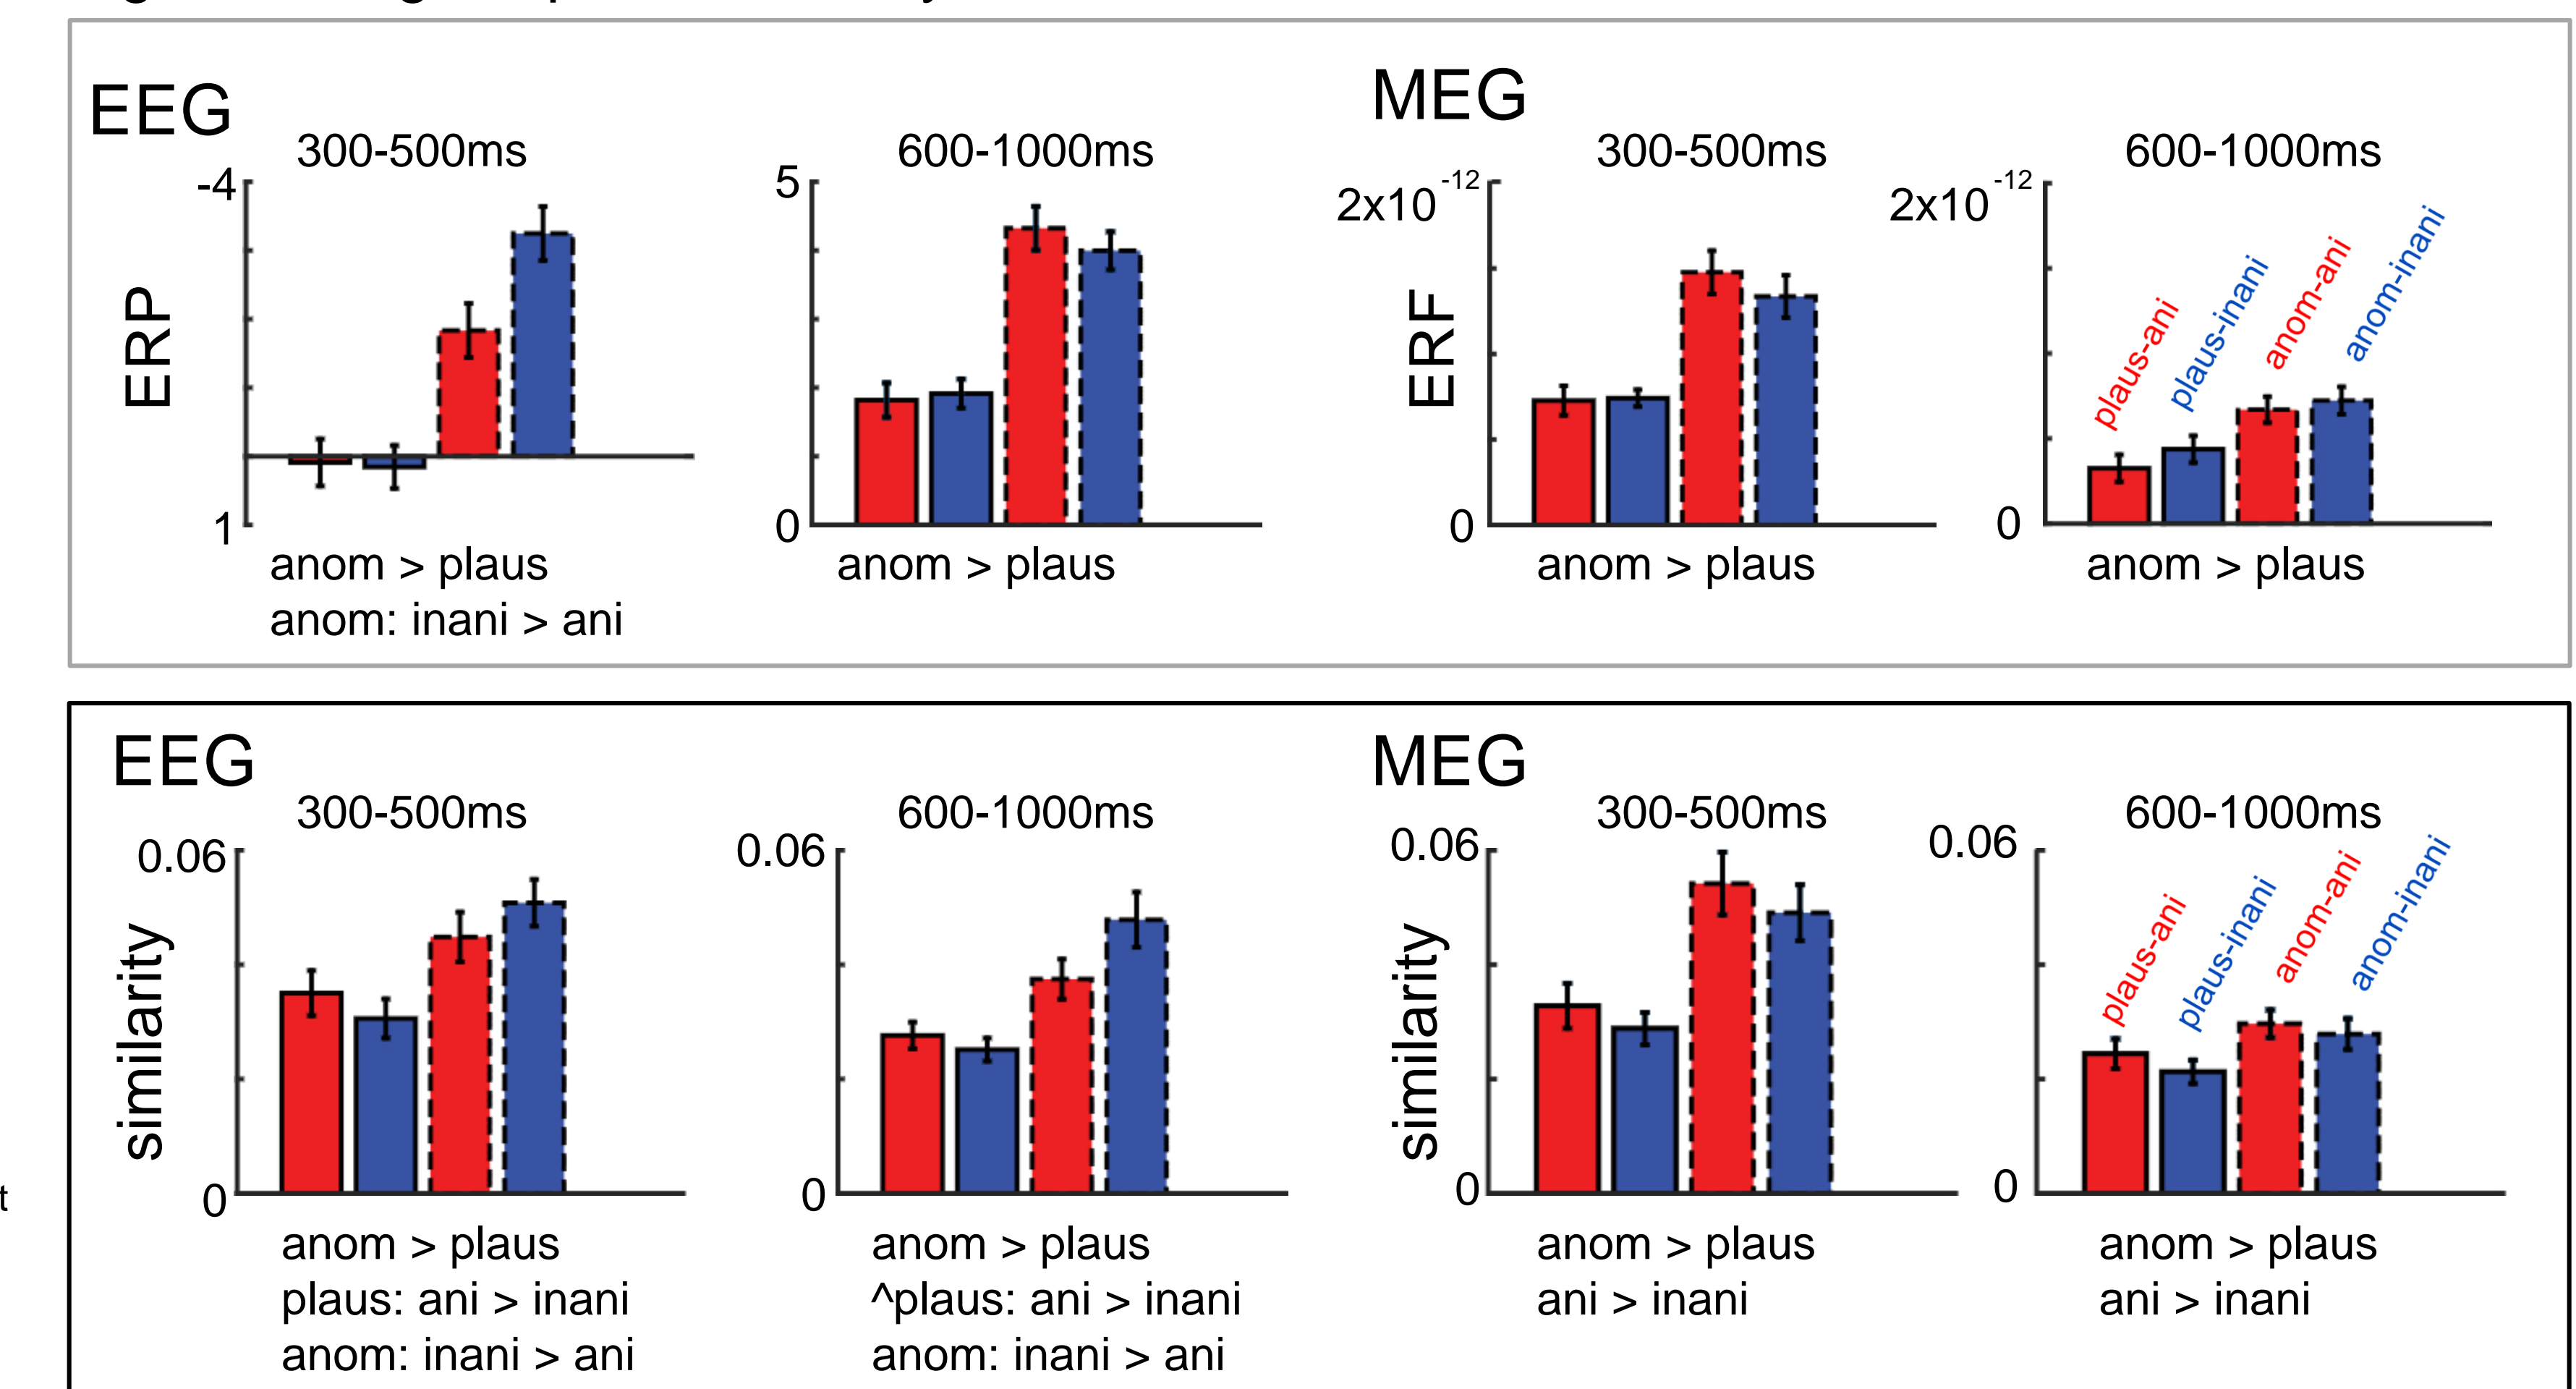 EEG
MEG
300-500ms
600-1000ms
300-500ms
600-1000ms
-4
5
2x10-12
2x10-12
ERP
ERF
plaus-ani
plaus-inani
anom-ani
anom-inani
1
0
0
0
anom > plaus
anom: inani > ani
anom > plaus
anom > plaus
anom > plaus
EEG
MEG
300-500ms
600-1000ms
300-500ms
600-1000ms
0.06
0.06
0.06
0.06
similarity
similarity
plaus-ani
plaus-inani
anom-ani
anom-inani
0
0
0
0
t
anom > plaus
plaus: ani > inani
anom: inani > ani
anom > plaus
^plaus: ani > inani
anom: inani > ani
anom > plaus
ani > inani
anom > plaus
ani > inani